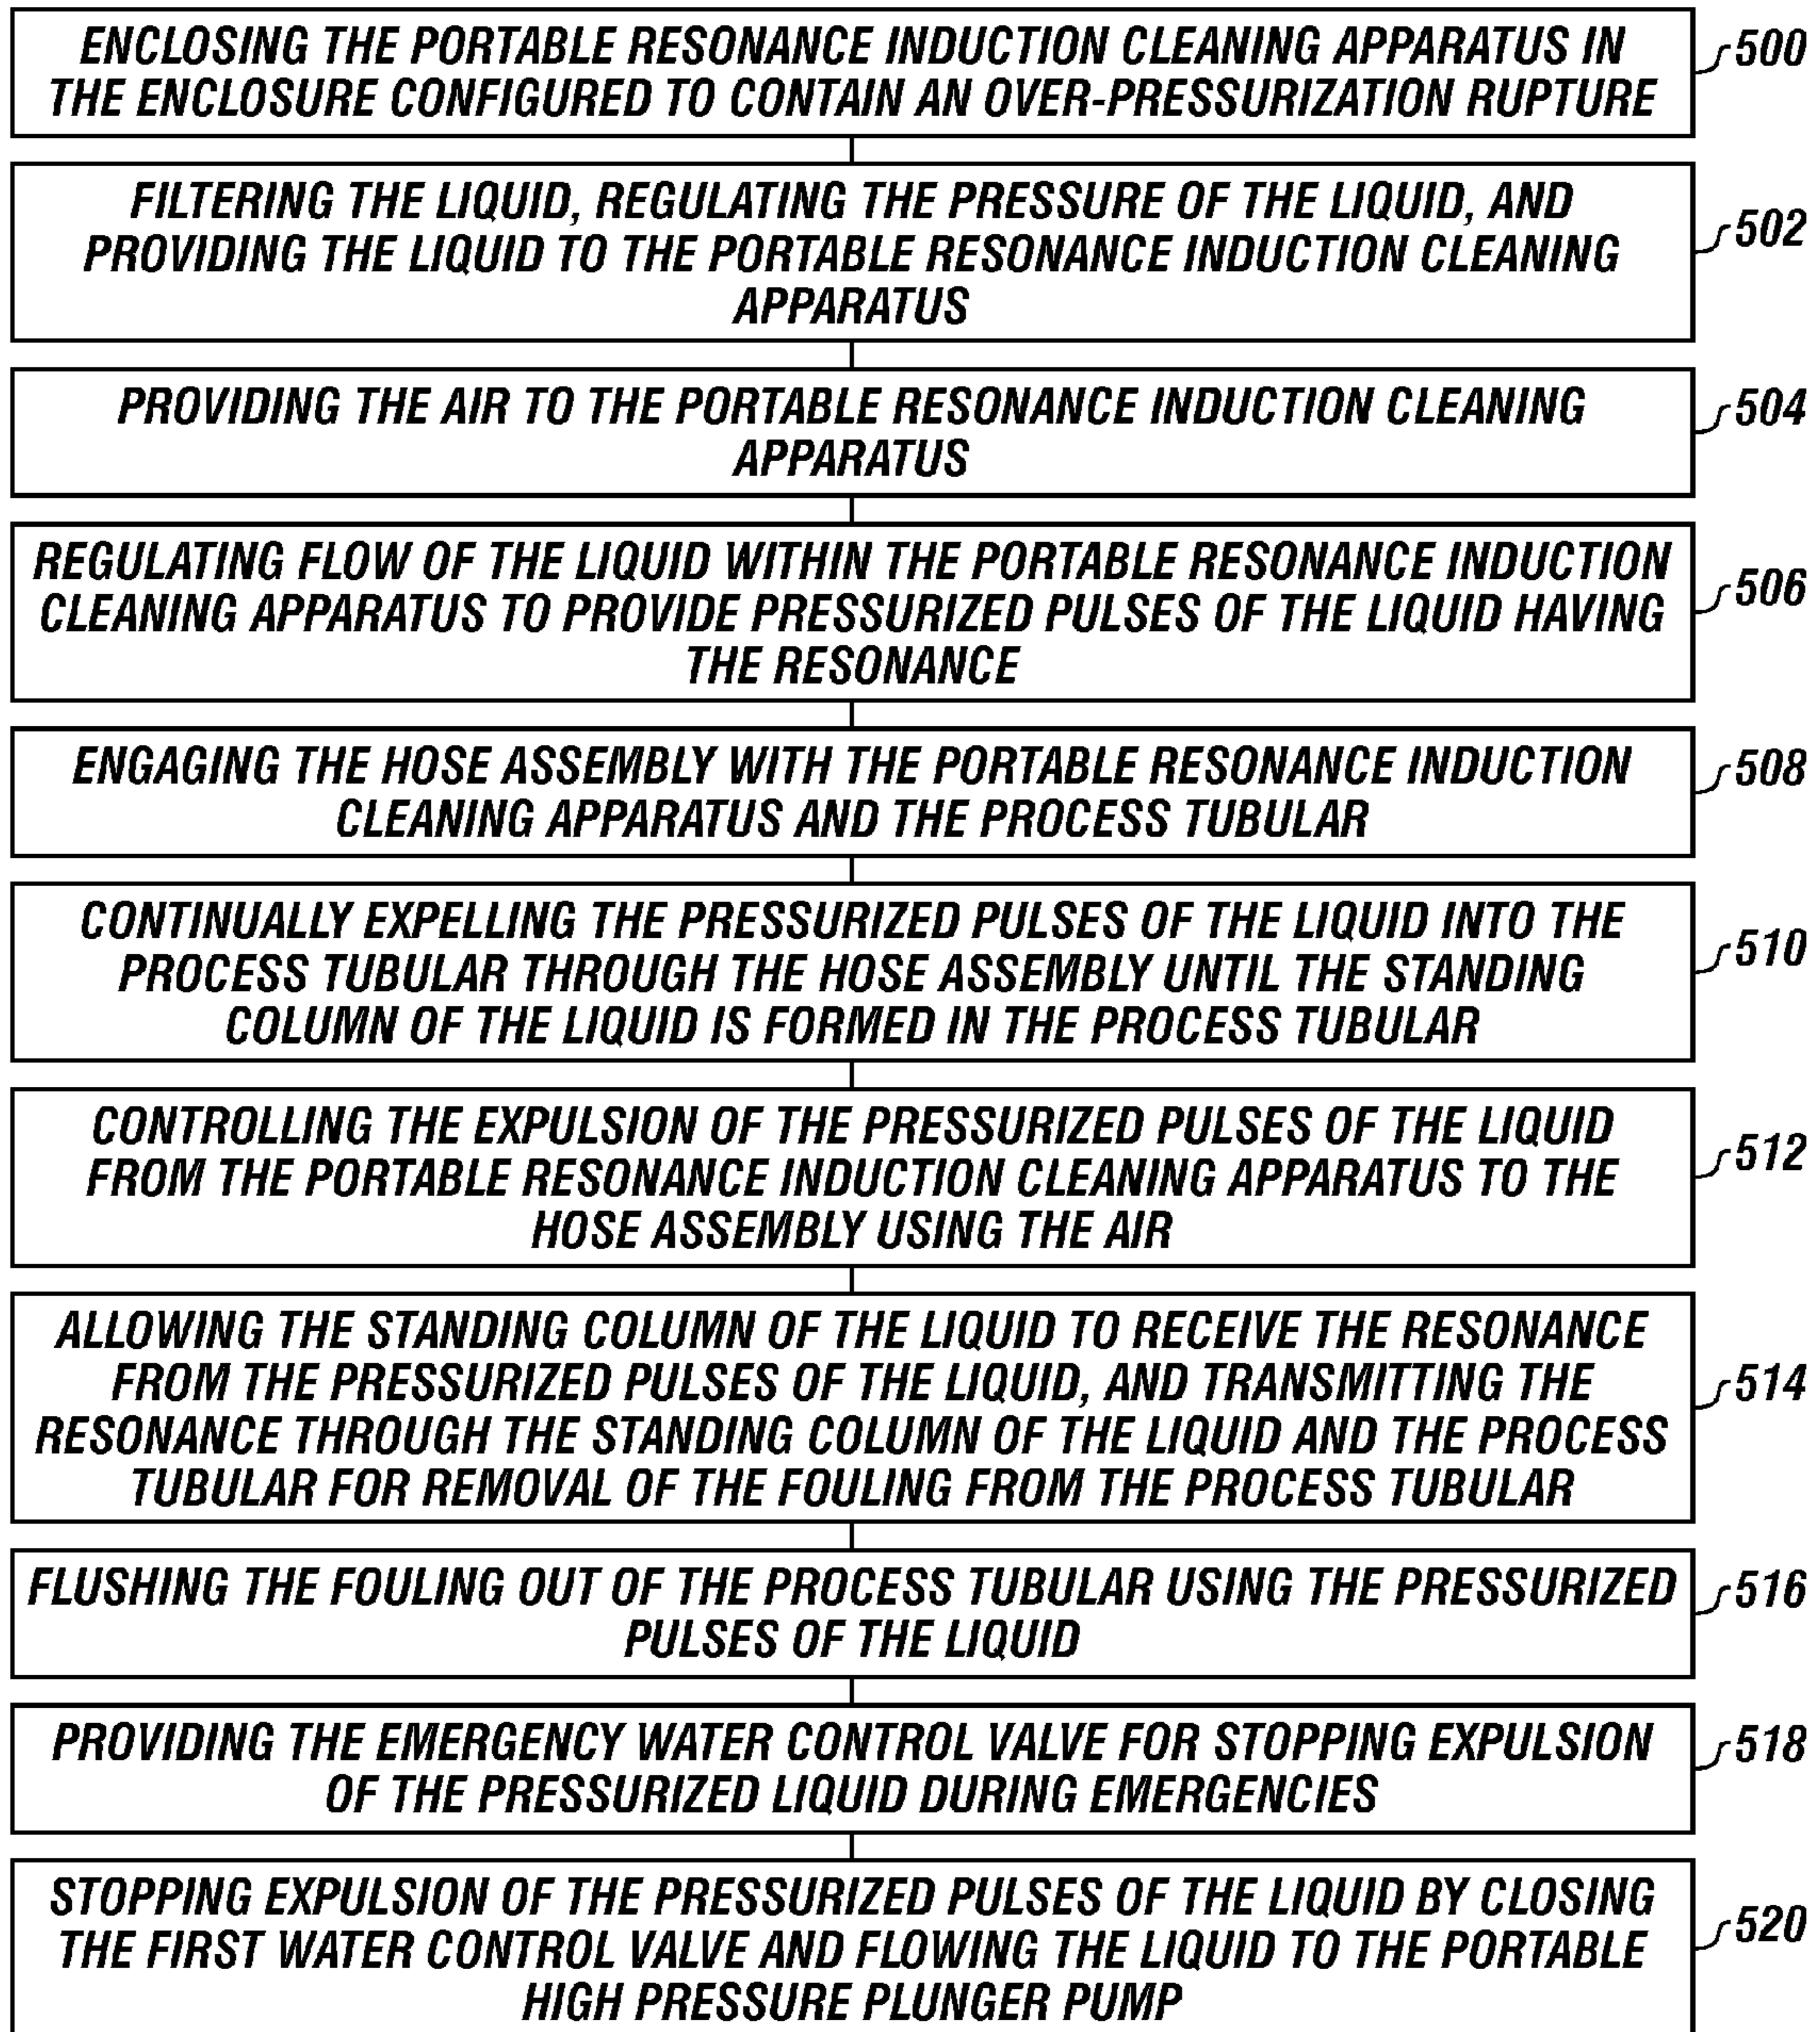 ENCLOSING THE PORTABLE RESONANCE INDUCTION CLEANING APPARATUS IN
THE ENCLOSURE CONFIGURED TO CONTAIN AN OVER-PRESSURIZATION RUPTURE
500
FILTERING THE LIQUID, REGULATING THE PRESSURE OF THE LIQUID, AND
PROVIDING THE LIQUID TO THE PORTABLE RESONANCE INDUCTION CLEANING
APPARATUS
502
PROVIDING THE AIR TO THE PORTABLE RESONANCE INDUCTION CLEANING
APPARATUS
504
REGULATING FLOW OF THE LIQUID WITHIN THE PORTABLE RESONANCE INDUCTION
CLEANING APPARATUS TO PROVIDE PRESSURIZED PULSES OF THE LIQUID HAVING
THE RESONANCE
506
ENGAGING THE HOSE ASSEMBLY WITH THE PORTABLE RESONANCE INDUCTION
CLEANING APPARATUS AND THE PROCESS TUBULAR
508
CONTINUALLY EXPELLING THE PRESSURIZED PULSES OF THE LIQUID INTO THE
PROCESS TUBULAR THROUGH THE HOSE ASSEMBLY UNTIL THE STANDING
COLUMN OF THE LIQUID IS FORMED IN THE PROCESS TUBULAR
510
CONTROLLING THE EXPULSION OF THE PRESSURIZED PULSES OF THE LIQUID
FROM THE PORTABLE RESONANCE INDUCTION CLEANING APPARATUS TO THE
HOSE ASSEMBLY USING THE AIR
512
ALLOWING THE STANDING COLUMN OF THE LIQUID TO RECEIVE THE RESONANCE
FROM THE PRESSURIZED PULSES OF THE LIQUID, AND TRANSMITTING THE
RESONANCE THROUGH THE STANDING COLUMN OF THE LIQUID AND THE PROCESS
TUBULAR FOR REMOVAL OF THE FOULING FROM THE PROCESS TUBULAR
514
FLUSHING THE FOULING OUT OF THE PROCESS TUBULAR USING THE PRESSURIZED
PULSES OF THE LIQUID
516
PROVIDING THE EMERGENCY WATER CONTROL VALVE FOR STOPPING EXPULSION
OF THE PRESSURIZED LIQUID DURING EMERGENCIES
518
STOPPING EXPULSION OF THE PRESSURIZED PULSES OF THE LIQUID BY CLOSING
THE FIRST WATER CONTROL VALVE AND FLOWING THE LIQUID TO THE PORTABLE
HIGH PRESSURE PLUNGER PUMP
520